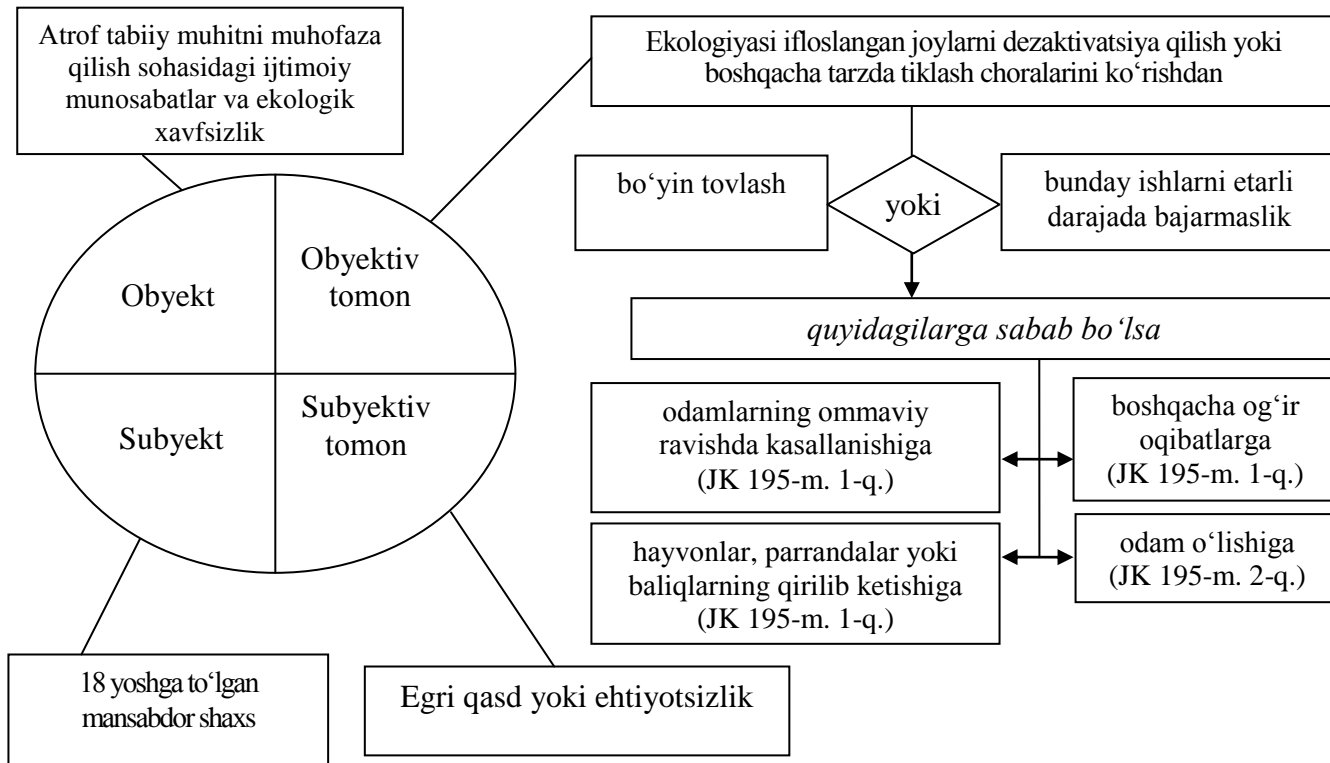 Atrof tabiiy muhitni muhofaza
qilish sohasidagi ijtimoiy
munosabatlar va ekologik
xavfsizlik
Ekologiyasi ifloslangan joylarni dezaktivatsiya qilish yoki
boshqacha tarzda tiklash choralarini ko‘rishdan
bo‘yin tovlash
yoki
bunday ishlarni etarli
darajada bajarmaslik
Obyekt
Obyektiv
tomon
Subyekt
Subyektiv
tomon
quyidagilarga sabab bo‘lsa
odamlarning ommaviy
ravishda kasallanishiga
(JK 195-m. 1-q.)
boshqacha og‘ir
oqibatlarga
(JK 195-m. 1-q.)
hayvonlar, parrandalar yoki
baliqlarning qirilib ketishiga
(JK 195-m. 1-q.)
odam o‘lishiga
(JK 195-m. 2-q.)
18 yoshga to‘lgan
mansabdor shaxs
Egri qasd yoki ehtiyotsizlik